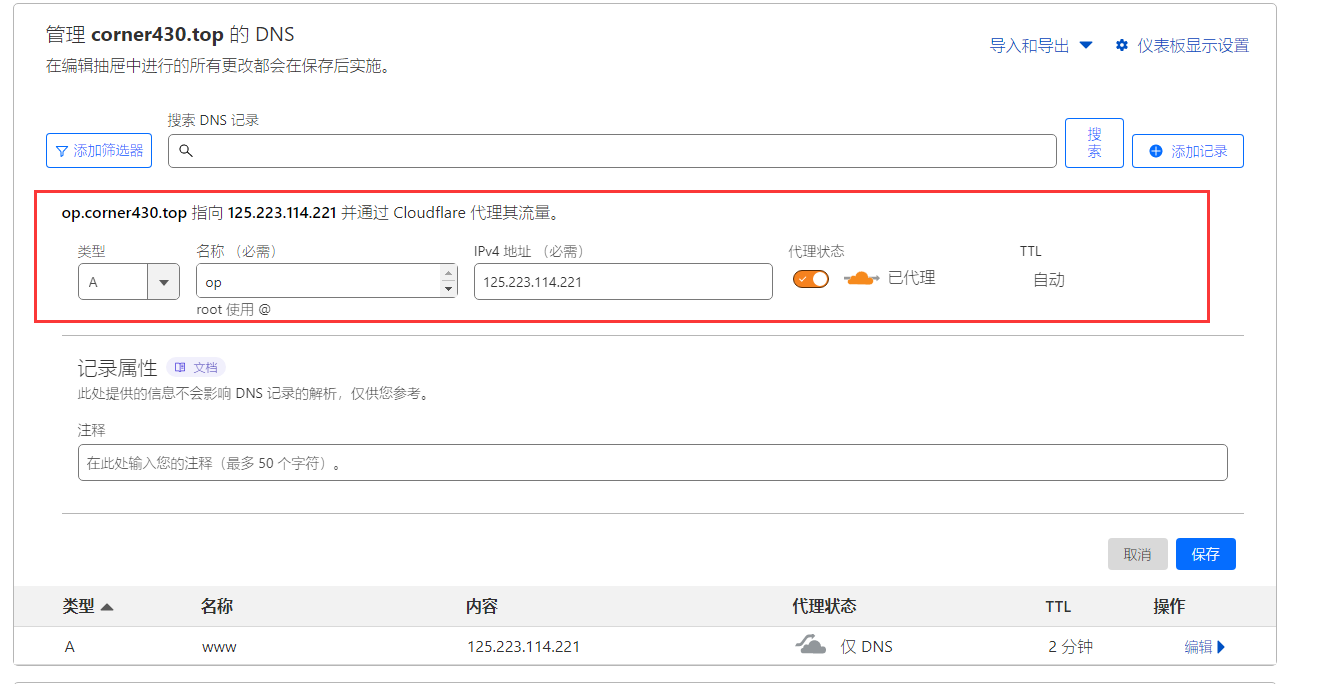 管理 corner430.top 的 DNS
导入和导出 仪表板显示设置
在编辑抽屉中进行的所有更改都会在保存后实施。
搜索 DNS 记录
添加筛选器
搜
索
添加记录
op.corner430.top 指向 125.223.114.221 并通过 Cloudflare 代理其流量。
类型 名称 （必需） IPv4 地址 （必需） 代理状态 TTL
A op 125.223.114.221 已代理 自动
root 使用 @
记录属性 文档
此处提供的信息不会影响 DNS 记录的解析，仅供您参考。
注释
在此处输入您的注释（最多 50 个字符）。
取消 保存
类型 名称 内容 代理状态 TTL 操作
A www 125.223.114.221 仅 DNS 2 分钟 编辑